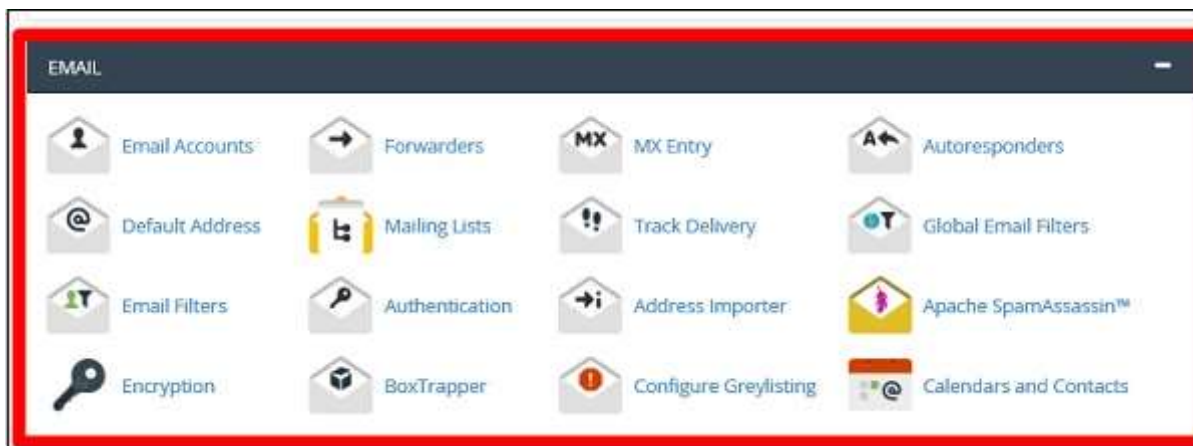 EMAIL
Email Accounts Forwarders MX MX Entry A Autoresponders
@ Default Address Mailing Lists Track Delivery Global Email Filters
Email Filters Authentication i Address Importer Apache SpamAssassin™
Encryption BoxTrapper ! Configure Greylisting @ Calendars and Contacts